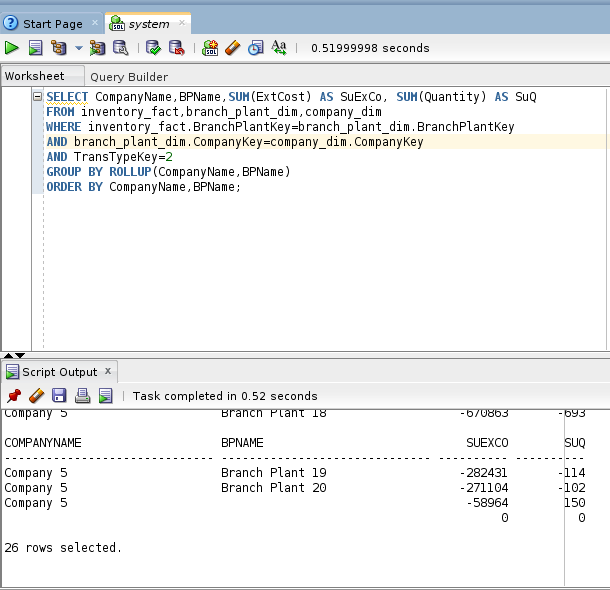 Start Page
system
0.51999998 seconds
Worksheet
Query Builder
SELECT CompanyName,BPName,SUM(ExtCost) AS SuExCo, SUM(Quantity) AS SuQ
FROM inventory_fact,branch_plant_dim,company_dim
WHERE inventory_fact.BranchPlantKey=branch_plant_dim.BranchPlantKey
AND branch_plant_dim.CompanyKey=company_dim.CompanyKey
AND TransTypeKey=2
GROUP BY ROLLUP(CompanyName,BPName)
ORDER BY CompanyName,BPName;
Script Output x
Task completed in 0.52 seconds
Company 5 Branch Plant 18 -670863 -693
COMPANYNAME BPNAME SUEXCO SUQ
Company 5 Branch Plant 19 -282431 -114
Company 5 Branch Plant 20 -271104 -102
Company 5 -58964 150
0 0
26 rows selected.